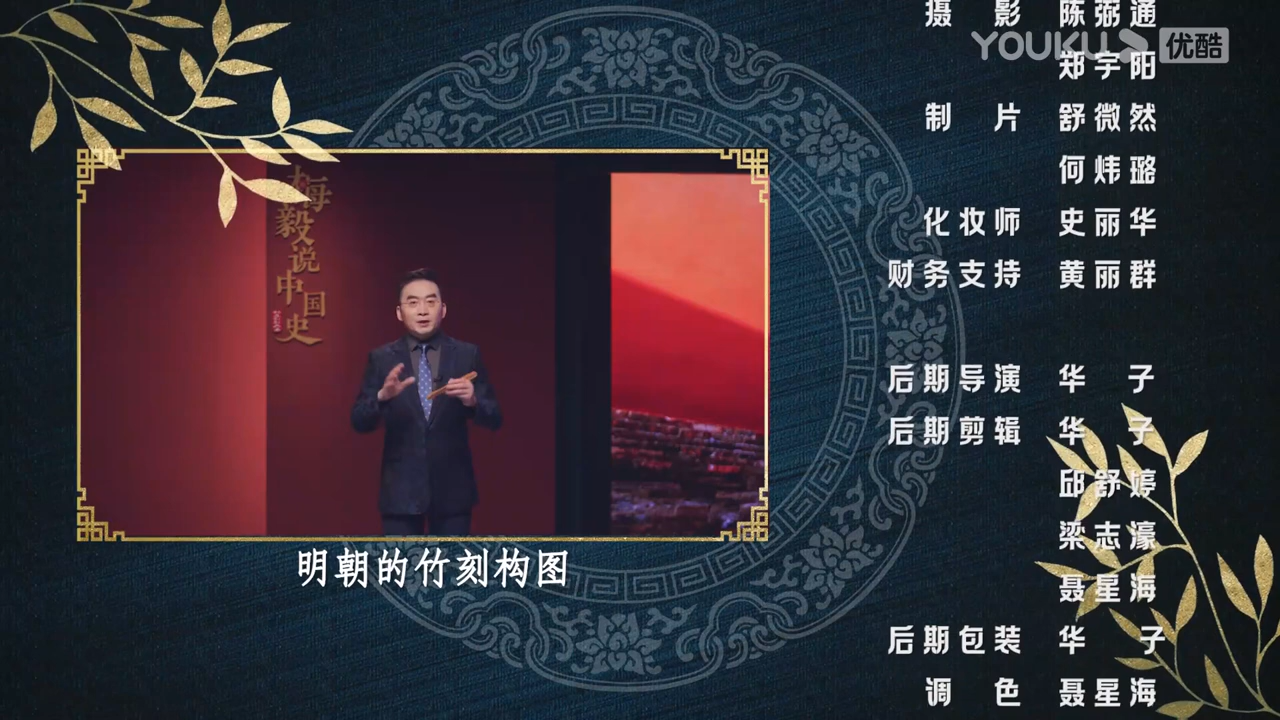 摄影 陈弼通
YOUKU 优酷
郑宇阳
制片 舒微然
何炜璐
化妆师 史丽华
财务支持 黄丽群
后期导演 华子
后期剪辑 华子
邱舒婷
梁志濠
聂星海
后期包装 华子
调色 聂星海
梅毅说中国史
明朝的竹刻构图